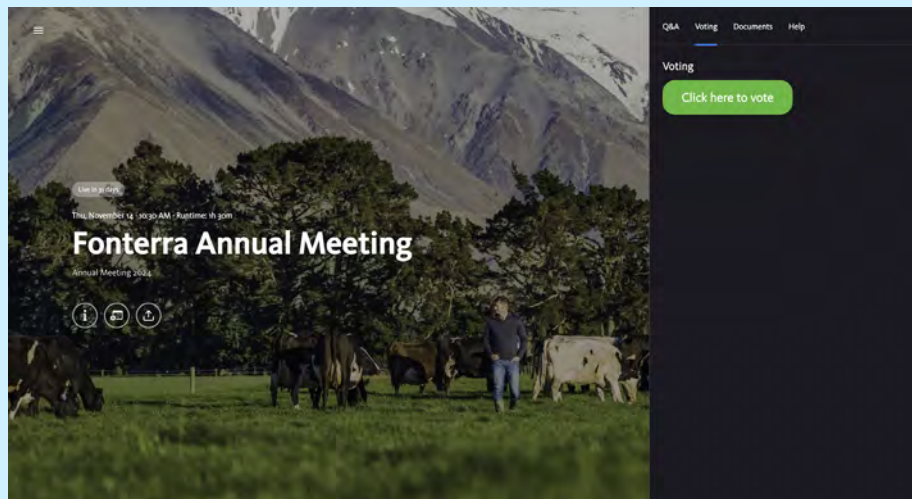 Q&A Voting Documents Help
Voting
Click here to vote
Live in 31 days
Thu, November 14 · 10:30 AM · Runtime: 1h 30m
Fonterra Annual Meeting
Annual Meeting 2024